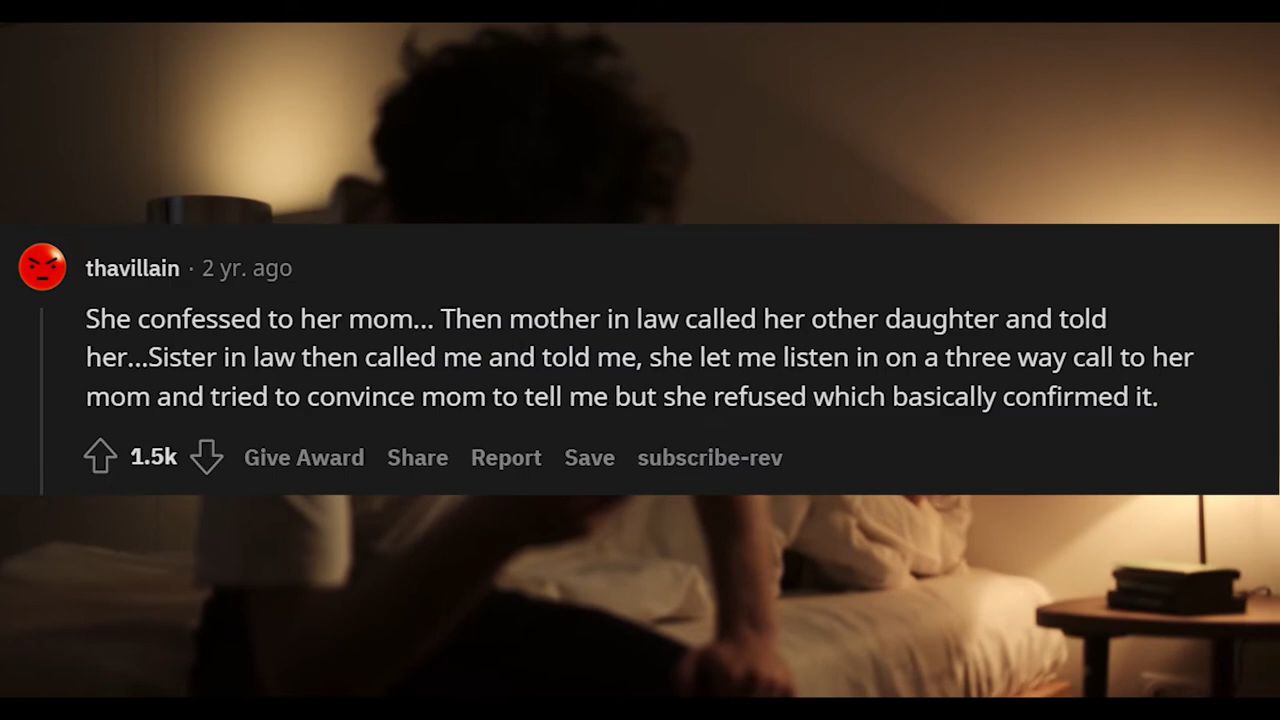 thavillain · 2 yr. ago
She confessed to her mom... Then mother in law called her other daughter and told
her...Sister in law then called me and told me, she let me listen in on a three way call to her
mom and tried to convince mom to tell me but she refused which basically confirmed it.
1.5k Give Award Share Report Save subscribe-rev